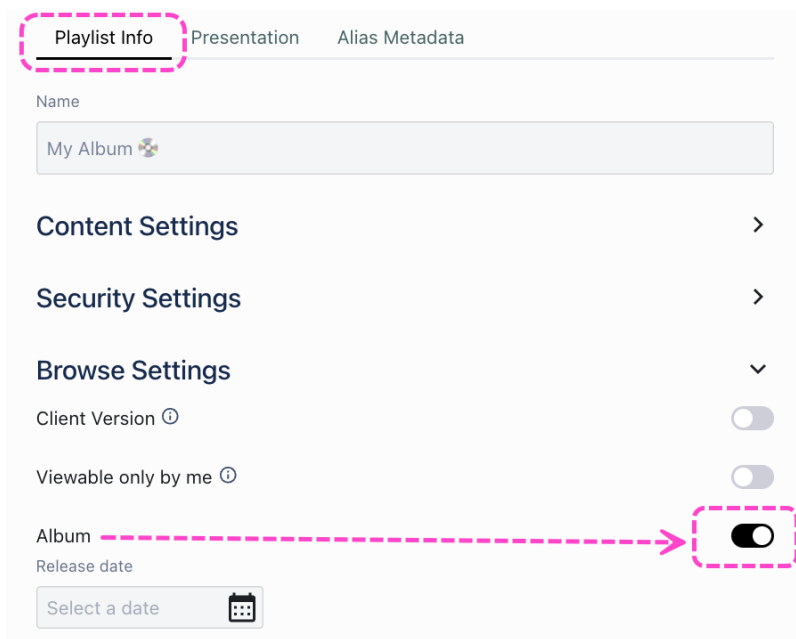 Playlist Info Presentation Alias Metadata
Name
My Album 💿
Content Settings
Security Settings
Browse Settings
Client Version
Viewable only by me
Album
Release date
Select a date